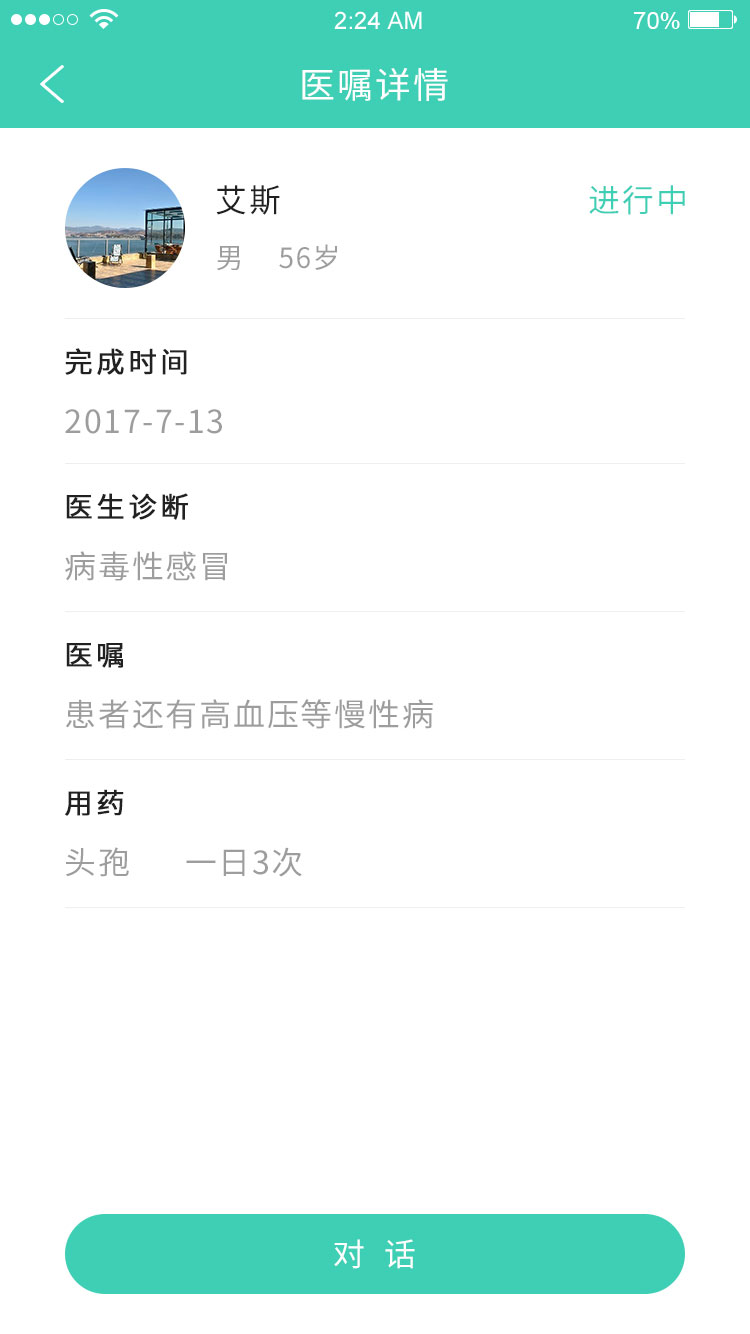 2:24 AM 70%
医嘱详情
艾斯 进行中
男 56岁
完成时间
2017-7-13
医生诊断
病毒性感冒
医嘱
患者还有高血压等慢性病
用药
头孢 一日3次
对话